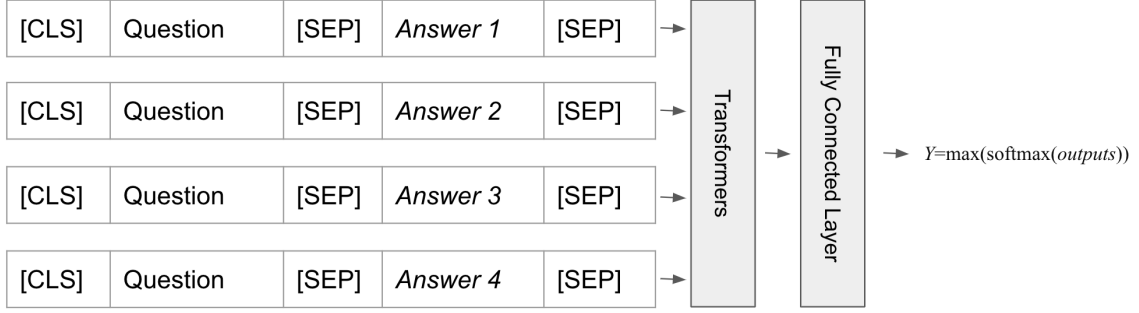 [CLS] Question [SEP] Answer 1 [SEP]
[CLS] Question [SEP] Answer 2 [SEP]
[CLS] Question [SEP] Answer 3 [SEP]
[CLS] Question [SEP] Answer 4 [SEP]
Transformers
Fully Connected Layer
Y=max(softmax(outputs))